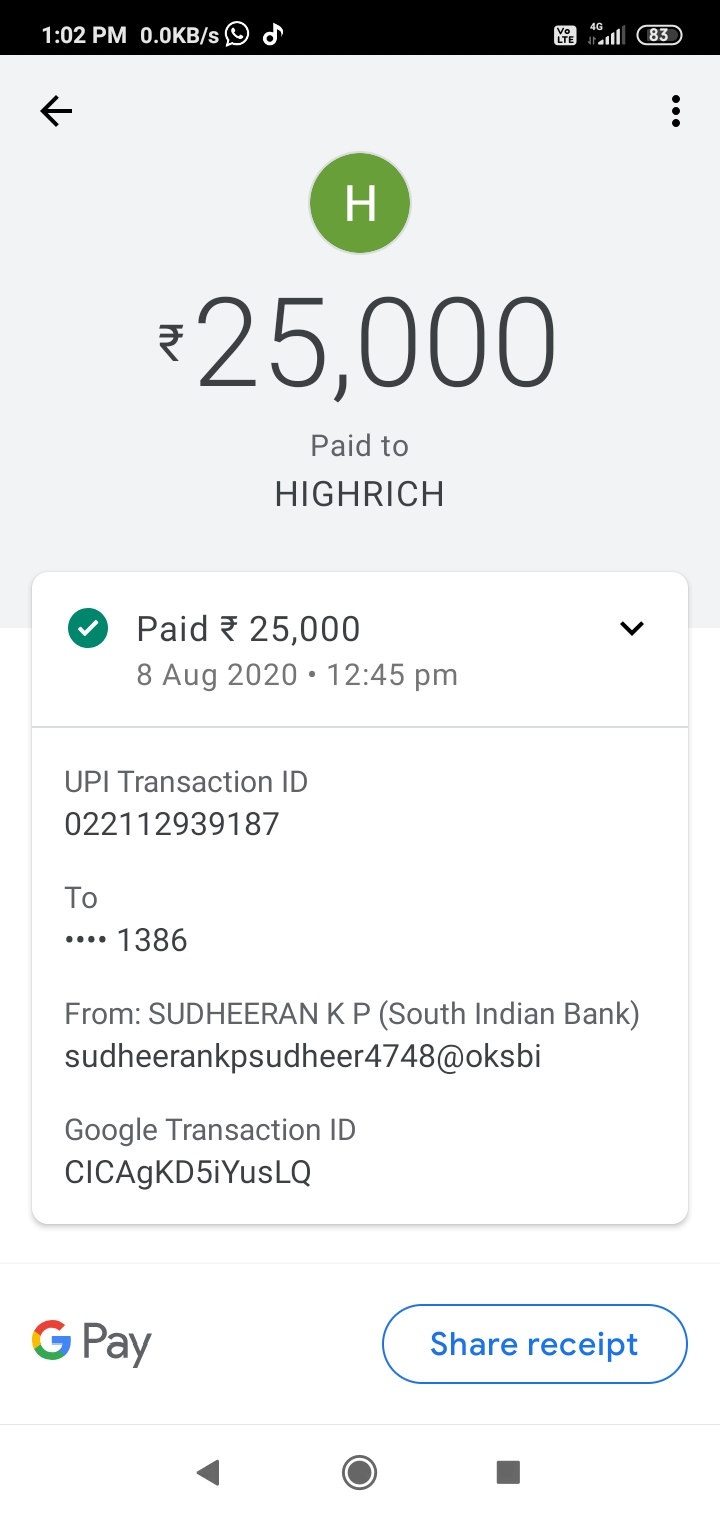 1:02 PM 0.0KB/s Vo LTE 4G 83
H
₹25,000
Paid to
HIGHRICH
Paid ₹ 25,000
8 Aug 2020 • 12:45 pm
UPI Transaction ID
022112939187
To
•••• 1386
From: SUDHEERAN K P (South Indian Bank)
sudheerankpsudheer4748@oksbi
Google Transaction ID
CICAgKD5iYusLQ
G Pay
Share receipt